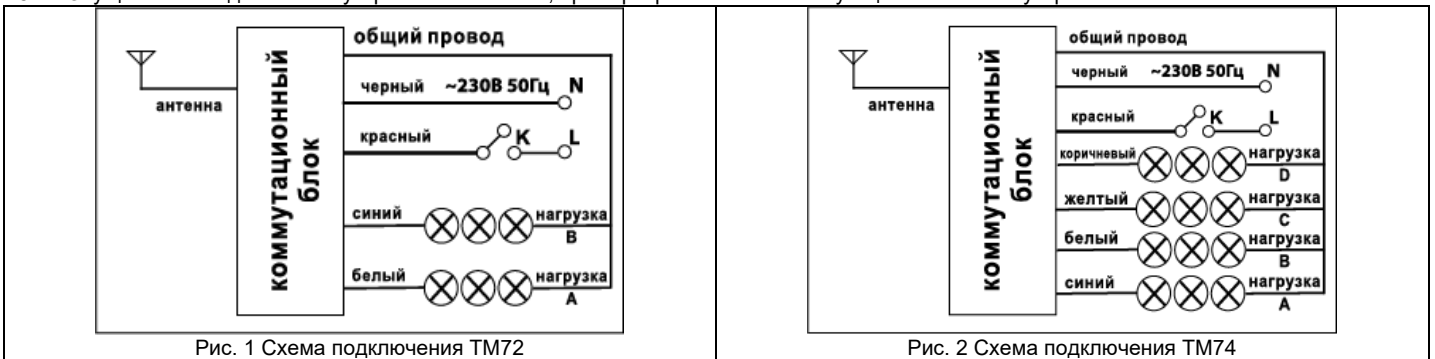 общий провод
черный ~230В 50Гц N
антенна
красный K L
коммутационный
блок
синий нагрузка
B
белый нагрузка
A
Рис. 1 Схема подключения TM72
общий провод
черный ~230В 50Гц N
антенна
красный K L
коммутационный
блок
коричневый нагрузка
D
желтый нагрузка
C
белый нагрузка
B
синий нагрузка
A
Рис. 2 Схема подключения TM74